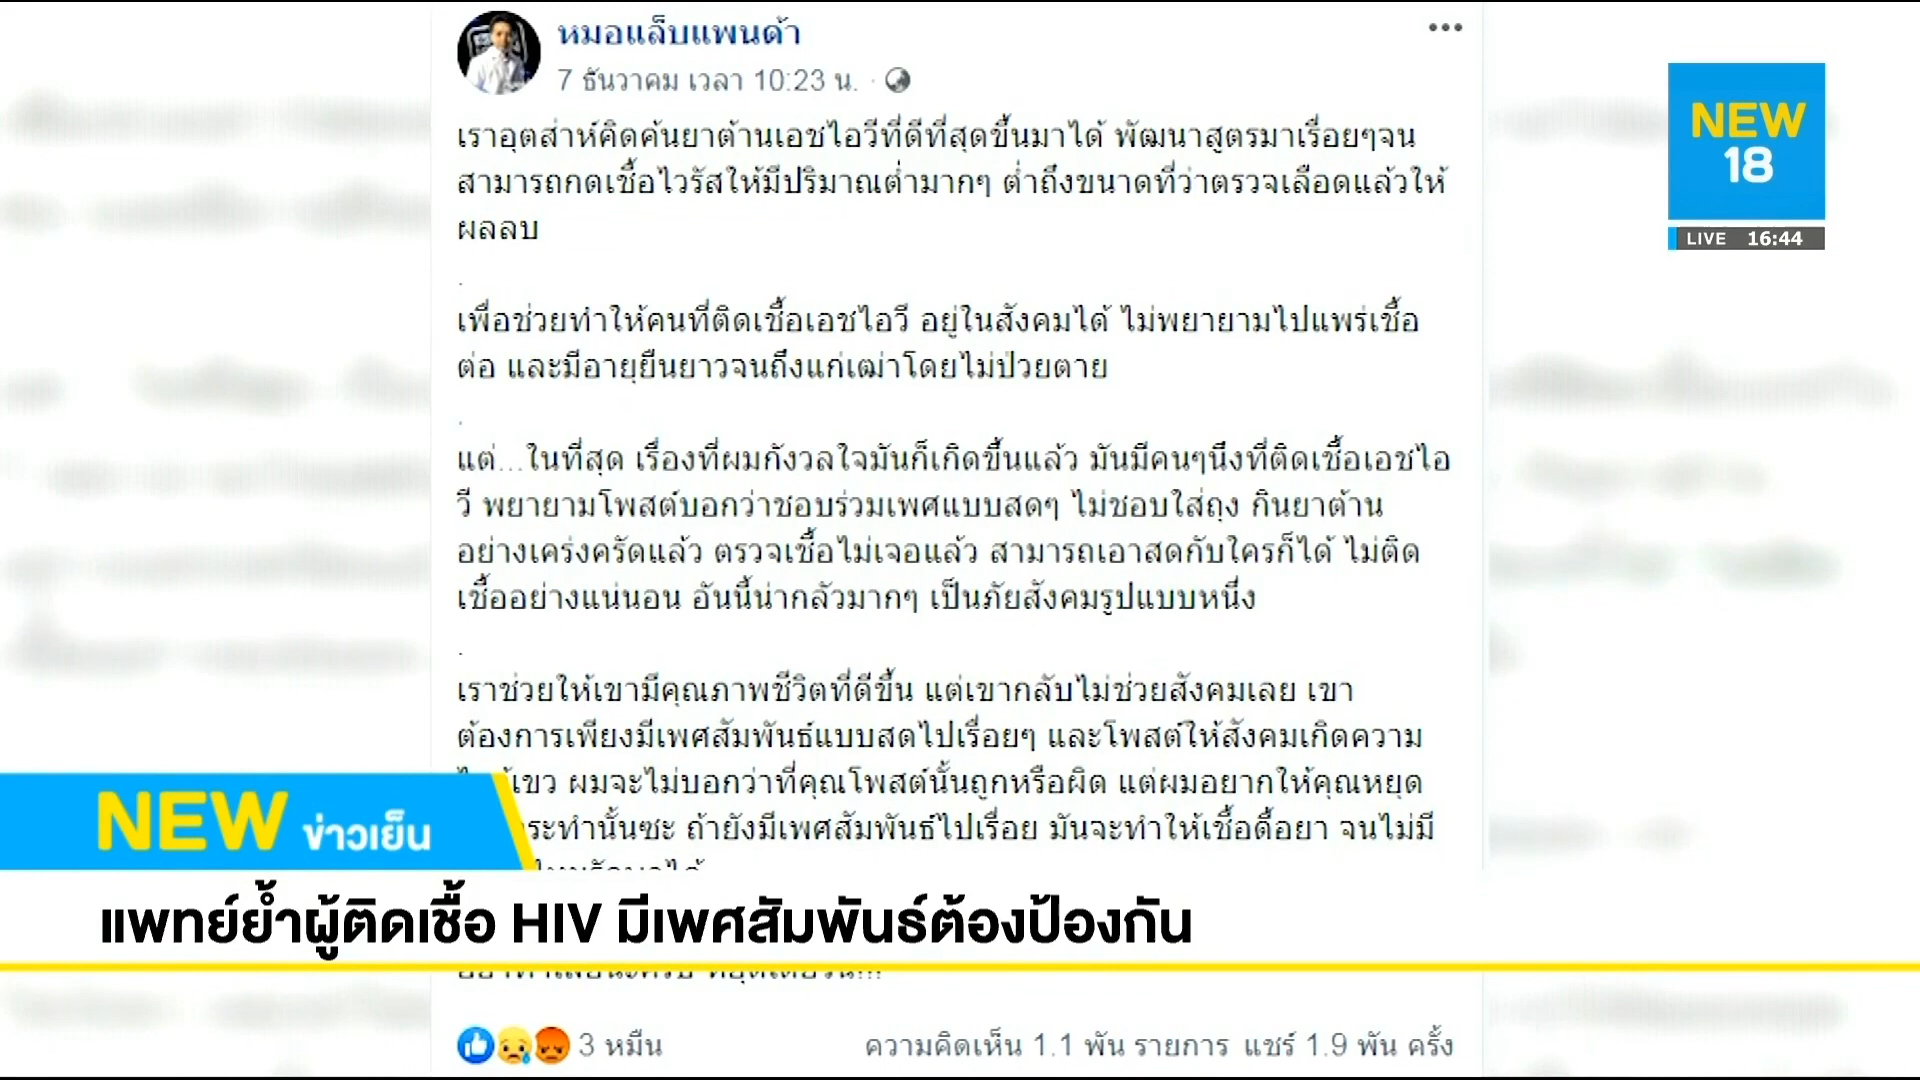 หมอแล็บแพนด้า
7 ธันวาคม เวลา 10:23 น. ·
เราอุตส่าห์คิดค้นยาต้านเอชไอวีที่ดีที่สุดขึ้นมาได้ พัฒนาสูตรมาเรื่อยๆจน
สามารถกดเชื้อไวรัสให้มีปริมาณต่ำมากๆ ต่ำถึงขนาดที่ว่าตรวจเลือดแล้วให้
ผลลบ
.
เพื่อช่วยทำให้คนที่ติดเชื้อเอชไอวี อยู่ในสังคมได้ ไม่พยายามไปแพร่เชื้อ
ต่อ และมีอายุยืนยาวจนถึงแก่เฒ่าโดยไม่ป่วยตาย
.
แต่...ในที่สุด เรื่องที่ผมกังวลใจมันก็เกิดขึ้นแล้ว มันมีคนๆนึงที่ติดเชื้อเอชไอ
วี พยายามโพสต์บอกว่าชอบร่วมเพศแบบสดๆ ไม่ชอบใส่ถุง กินยาต้าน
อย่างเคร่งครัดแล้ว ตรวจเชื้อไม่เจอแล้ว สามารถเอาสดกับใครก็ได้ ไม่ติด
เชื้ออย่างแน่นอน อันนี้น่ากลัวมากๆ เป็นภัยสังคมรูปแบบหนึ่ง
.
เราช่วยให้เขามีคุณภาพชีวิตที่ดีขึ้น แต่เขากลับไม่ช่วยสังคมเลย เขา
ต้องการเพียงมีเพศสัมพันธ์แบบสดไปเรื่อยๆ และโพสต์ให้สังคมเกิดความ
เขว ผมจะไม่บอกว่าที่คุณโพสต์นั้นถูกหรือผิด แต่ผมอยากให้คุณหยุด
ระทำนั้นซะ ถ้ายังมีเพศสัมพันธ์ไปเรื่อย มันจะทำให้เชื้อดื้อยา จนไม่มี
3 หมื่น
ความคิดเห็น 1.1 พัน รายการ แชร์ 1.9 พัน ครั้ง
NEW
18
LIVE 16:44
NEW ข่าวเย็น
แพทย์ย้ำผู้ติดเชื้อ HIV มีเพศสัมพันธ์ต้องป้องกัน